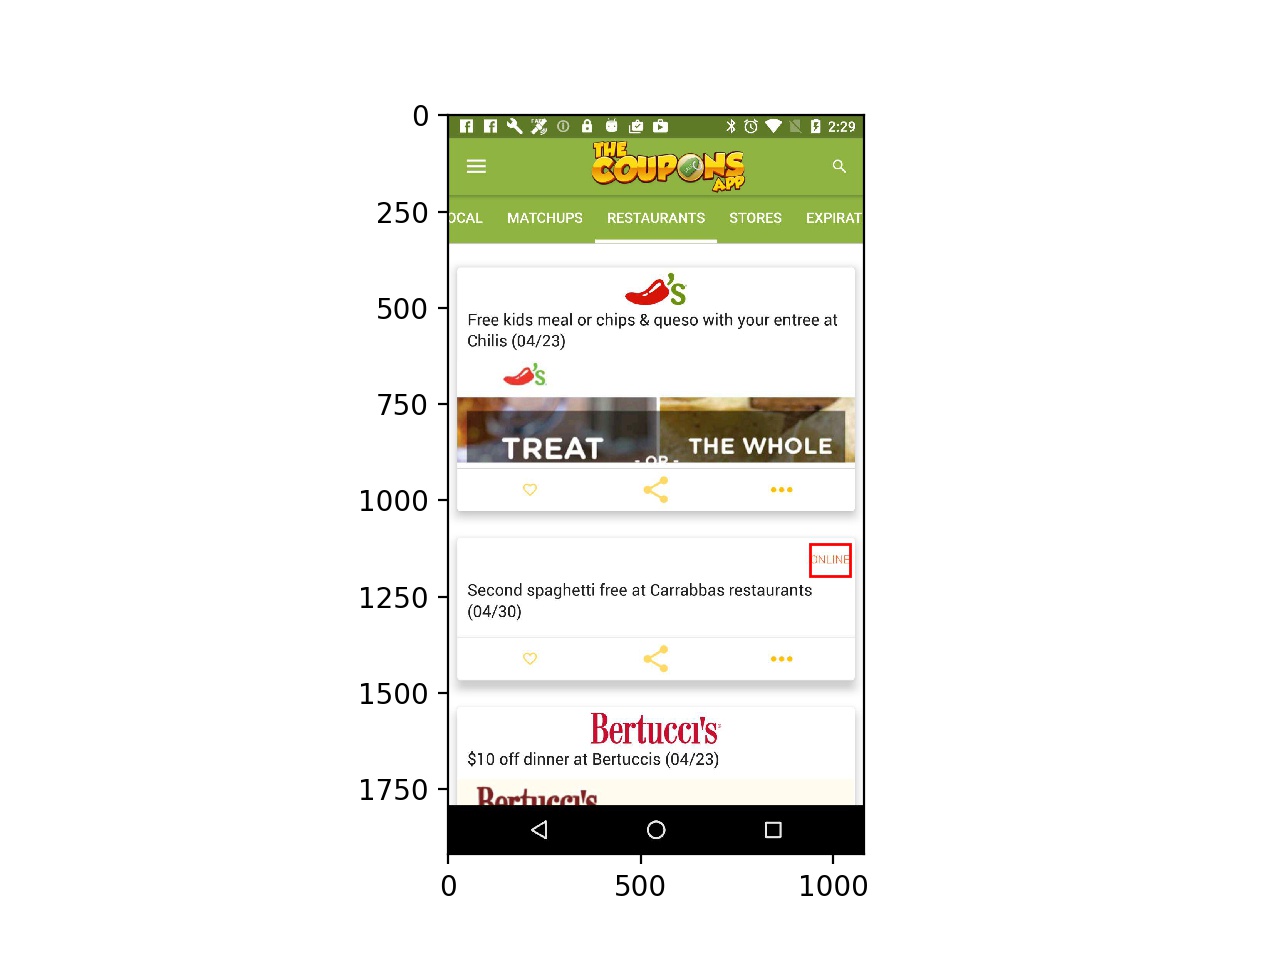 0
250
500
750
1000
1250
1500
1750
2:29
THE COUPONS APP
OCAL MATCHUPS RESTAURANTS STORES EXPIRAT
'S
Free kids meal or chips & queso with your entree at
Chilis (04/23)
'S
TREAT - OR - THE WHOLE
ONLINE
Second spaghetti free at Carrabbas restaurants
(04/30)
Bertucci's
$10 off dinner at Bertuccis (04/23)
Bertucci's
0 500 1000